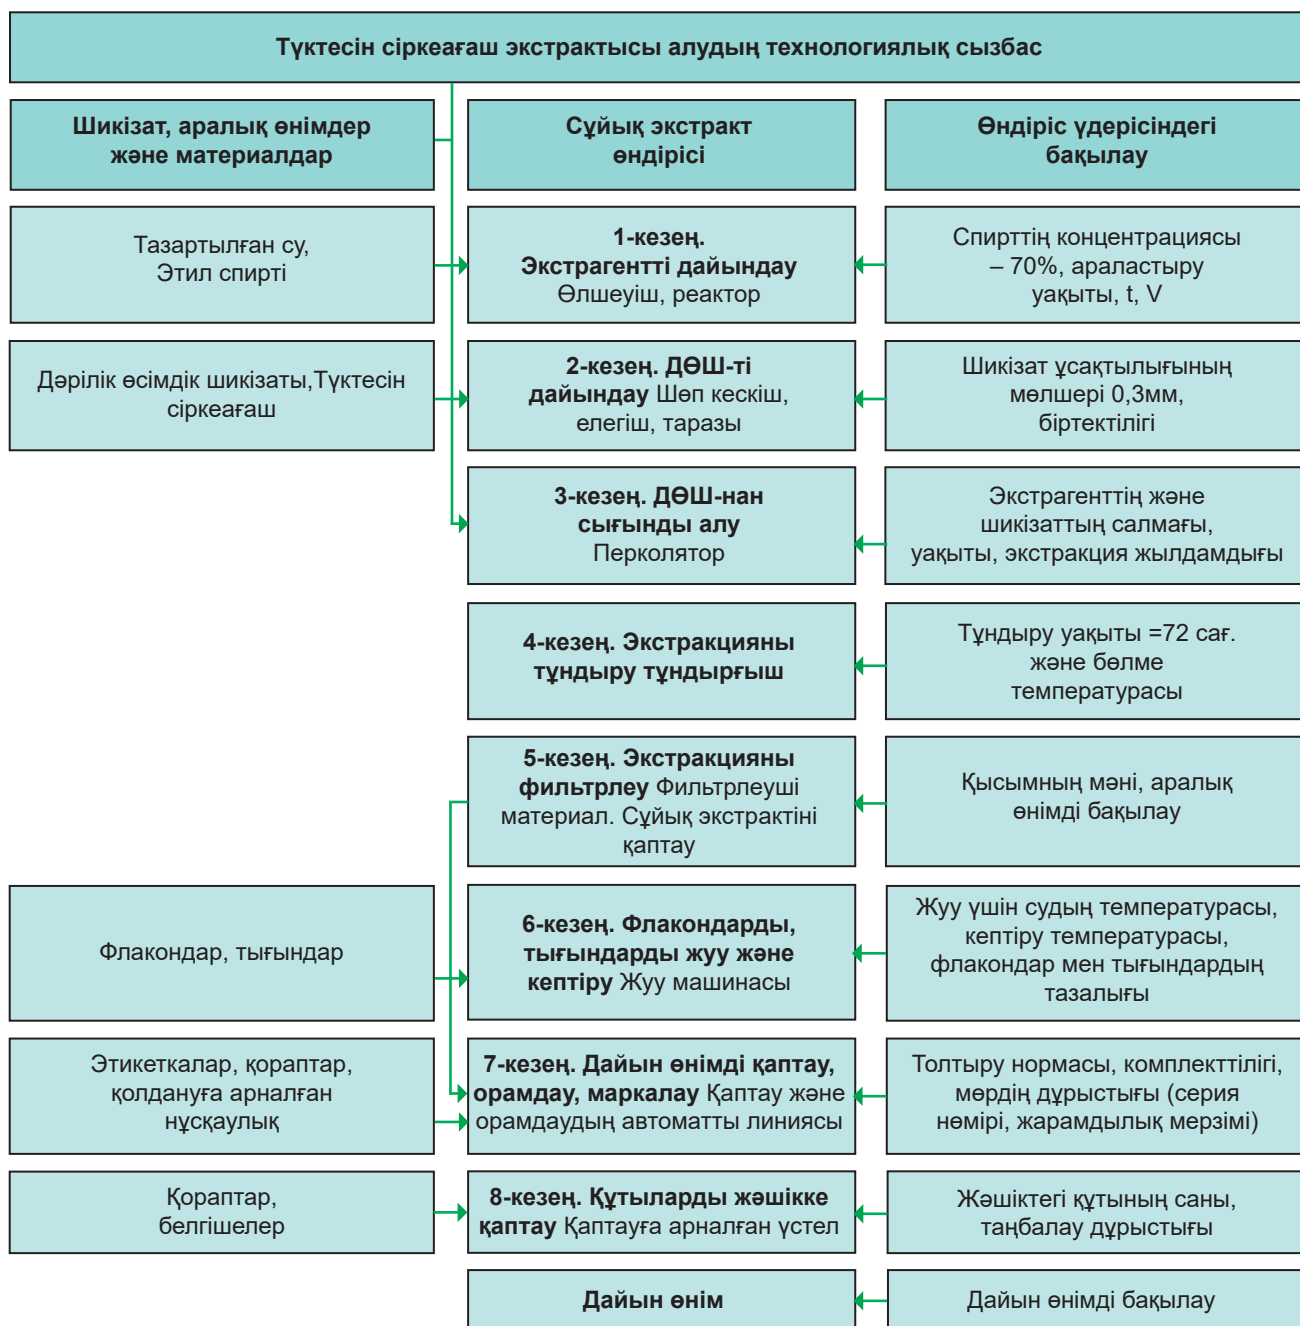 Түктесін сіркеағаш экстрактысы алудың технологиялық сызбас
Шикізат, аралық өнімдер
және материалдар
Сұйық экстракт
өндірісі
Өндіріс үдерісіндегі
бақылау
Тазартылған су,
Этил спирті
1-кезең.
Экстрагентті дайындау
Өлшеуіш, реактор
Спирттің концентрациясы
– 70%, араластыру
уақыты, t, V
Дәрілік өсімдік шикізаты,Түктесін
сіркеағаш
2-кезең. ДӨШ-ті
дайындау Шөп кескіш,
елегіш, таразы
Шикізат ұсақтылығының
мөлшері 0,3мм,
біртектілігі
3-кезең. ДӨШ-нан
сығынды алу
Перколятор
Экстрагенттің және
шикізаттың салмағы,
уақыты, экстракция жылдамдығы
4-кезең. Экстракцияны
тұндыру тұндырғыш
Тұндыру уақыты =72 сағ.
және бөлме
температурасы
5-кезең. Экстракцияны
фильтрлеу Фильтрлеуші
материал. Сұйық экстрактіні
қаптау
Қысымның мәні, аралық
өнімді бақылау
Флакондар, тығындар
6-кезең. Флакондарды,
тығындарды жуу және
кептіру Жуу машинасы
Жуу үшін судың температурасы,
кептіру температурасы,
флакондар мен тығындардың
тазалығы
Этикеткалар, қораптар,
қолдануға арналған
нұсқаулық
7-кезең. Дайын өнімді қаптау,
орамдау, маркалау Қаптау және
орамдаудың автоматты линиясы
Толтыру нормасы, комплекттілігі,
мөрдің дұрыстығы (серия
нөмірі, жарамдылық мерзімі)
Қораптар,
белгішелер
8-кезең. Құтыларды жәшікке
қаптау Қаптауға арналған үстел
Жәшіктегі құтының саны,
таңбалау дұрыстығы
Дайын өнім
Дайын өнімді бақылау